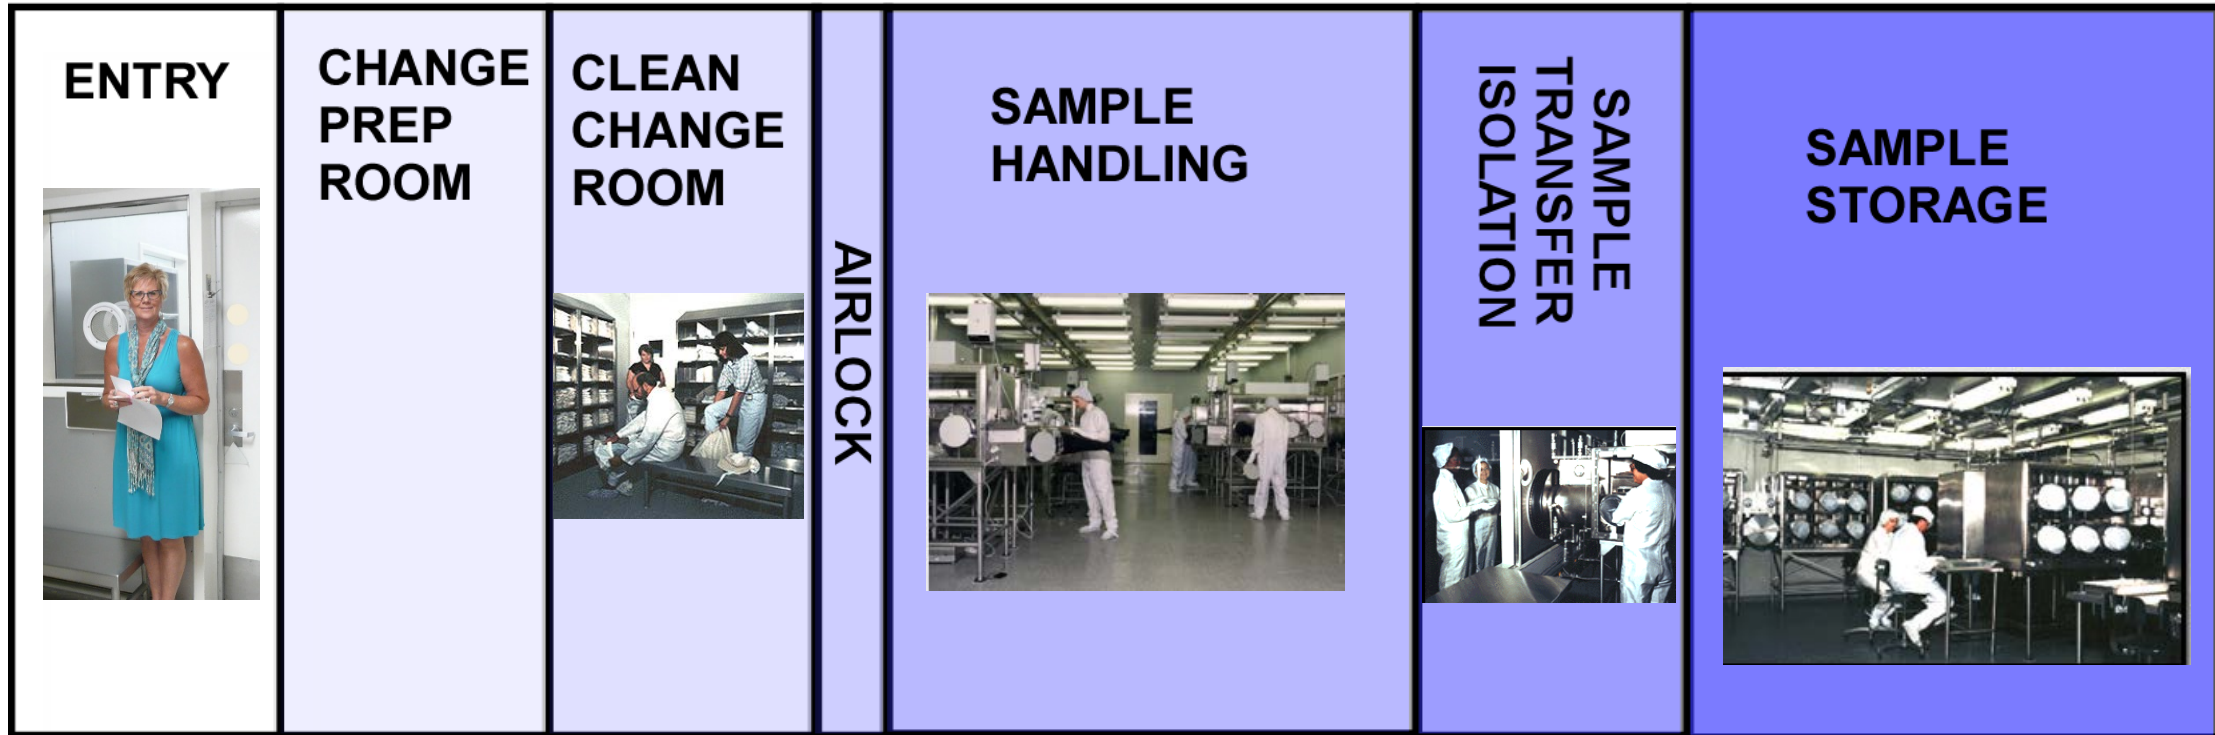 ENTRY
CHANGE
PREP
ROOM
CLEAN
CHANGE
ROOM
AIRLOCK
SAMPLE
HANDLING
SAMPLE
TRANSFER
ISOLATION
SAMPLE
STORAGE